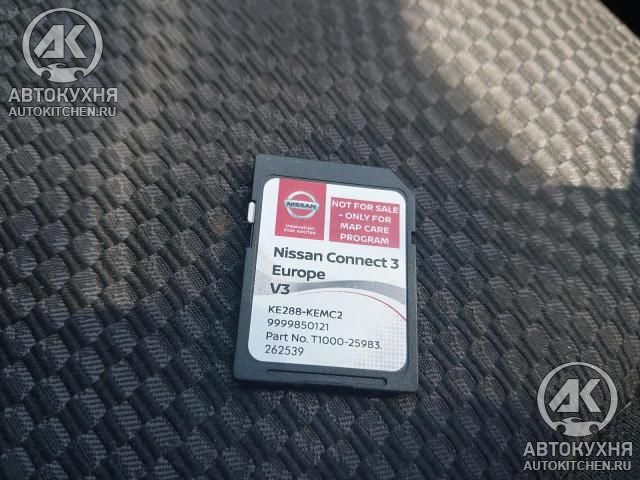 АВТОКУХНЯ
AUTOKITCHEN.RU
NISSAN
Innovation
that excites
NOT FOR SALE
- ONLY FOR
MAP CARE
PROGRAM
Nissan Connect 3
Europe
V3
KE288-KEMC2
9999850121
Part No. T1000-25983.
262539
АВТОКУХНЯ
AUTOKITCHEN.RU